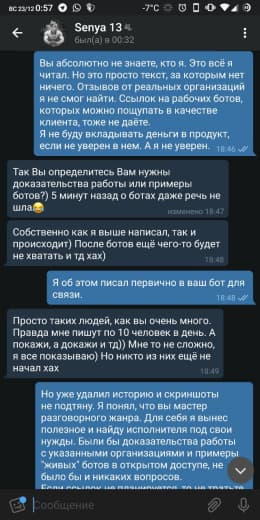 ВС 23/12 0:57
-7°C
Senya 13
был(а) в 00:32
Вы абсолютно не знаете, кто я. Это всё я
читал. Но это просто текст, за которым нет
ничего. Отзывов от реальных организаций
я не смог найти. Ссылок на рабочих ботов,
которых можно пощупать в качестве
клиента, тоже не даёте.
Я не буду вкладывать деньги в продукт,
если не уверен в нем. А я не уверен. 18:46
Так Вы определитесь Вам нужны
доказательства работы или примеры
ботов?) 5 минут назад о ботах даже речь не
шла😂 изменено 18:47
Собственно как я выше написал, так и
происходит) После ботов ещё чего-то будет
не хватать и тд хах) 18:48
Я об этом писал первично в ваш бот для
связи. 18:48
Просто таких людей, как вы очень много.
Правда мне пишут по 10 человек в день. А
покажи, а докажи и тд)) Мне то не сложно,
я все показываю) Но никто из них ещё не
начал хах 18:49
Но уже удалил историю и скриншоты
не подтяну. Я понял, что вы мастер
разговорного жанра. Для себя я вынес
полезное и найду исполнителя под свои
нужды. Были бы доказательства работы
с указанными организациями и примеры
"живых" ботов в открытом доступе, не
было бы и никаких вопросов.
Если ссылок не планируется, то не тратьте
Сообщение